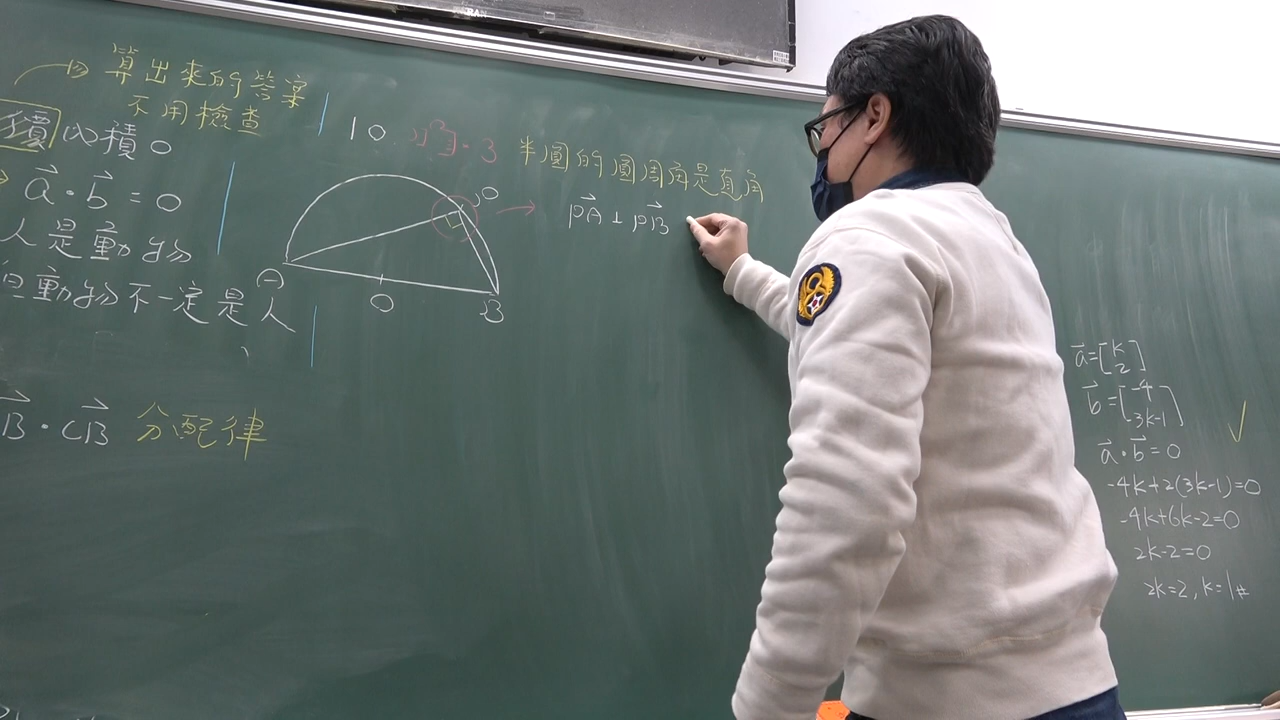 ② 算出來的答案
不用檢查
積 內積 0
a⃗·b⃗ = 0
人是動物
但動物不一定是人
B⃗·CB⃗ 分配律
10
例3
半圓的圓周角是直角
PA⃗⊥PB⃗
P
A
O
B
a⃗=[k 2]
b⃗=[-4 3k-1]
a⃗·b⃗=0
-4k+2(3k-1)=0
-4k+6k-2=0
2k-2=0
2k=2, k=1#